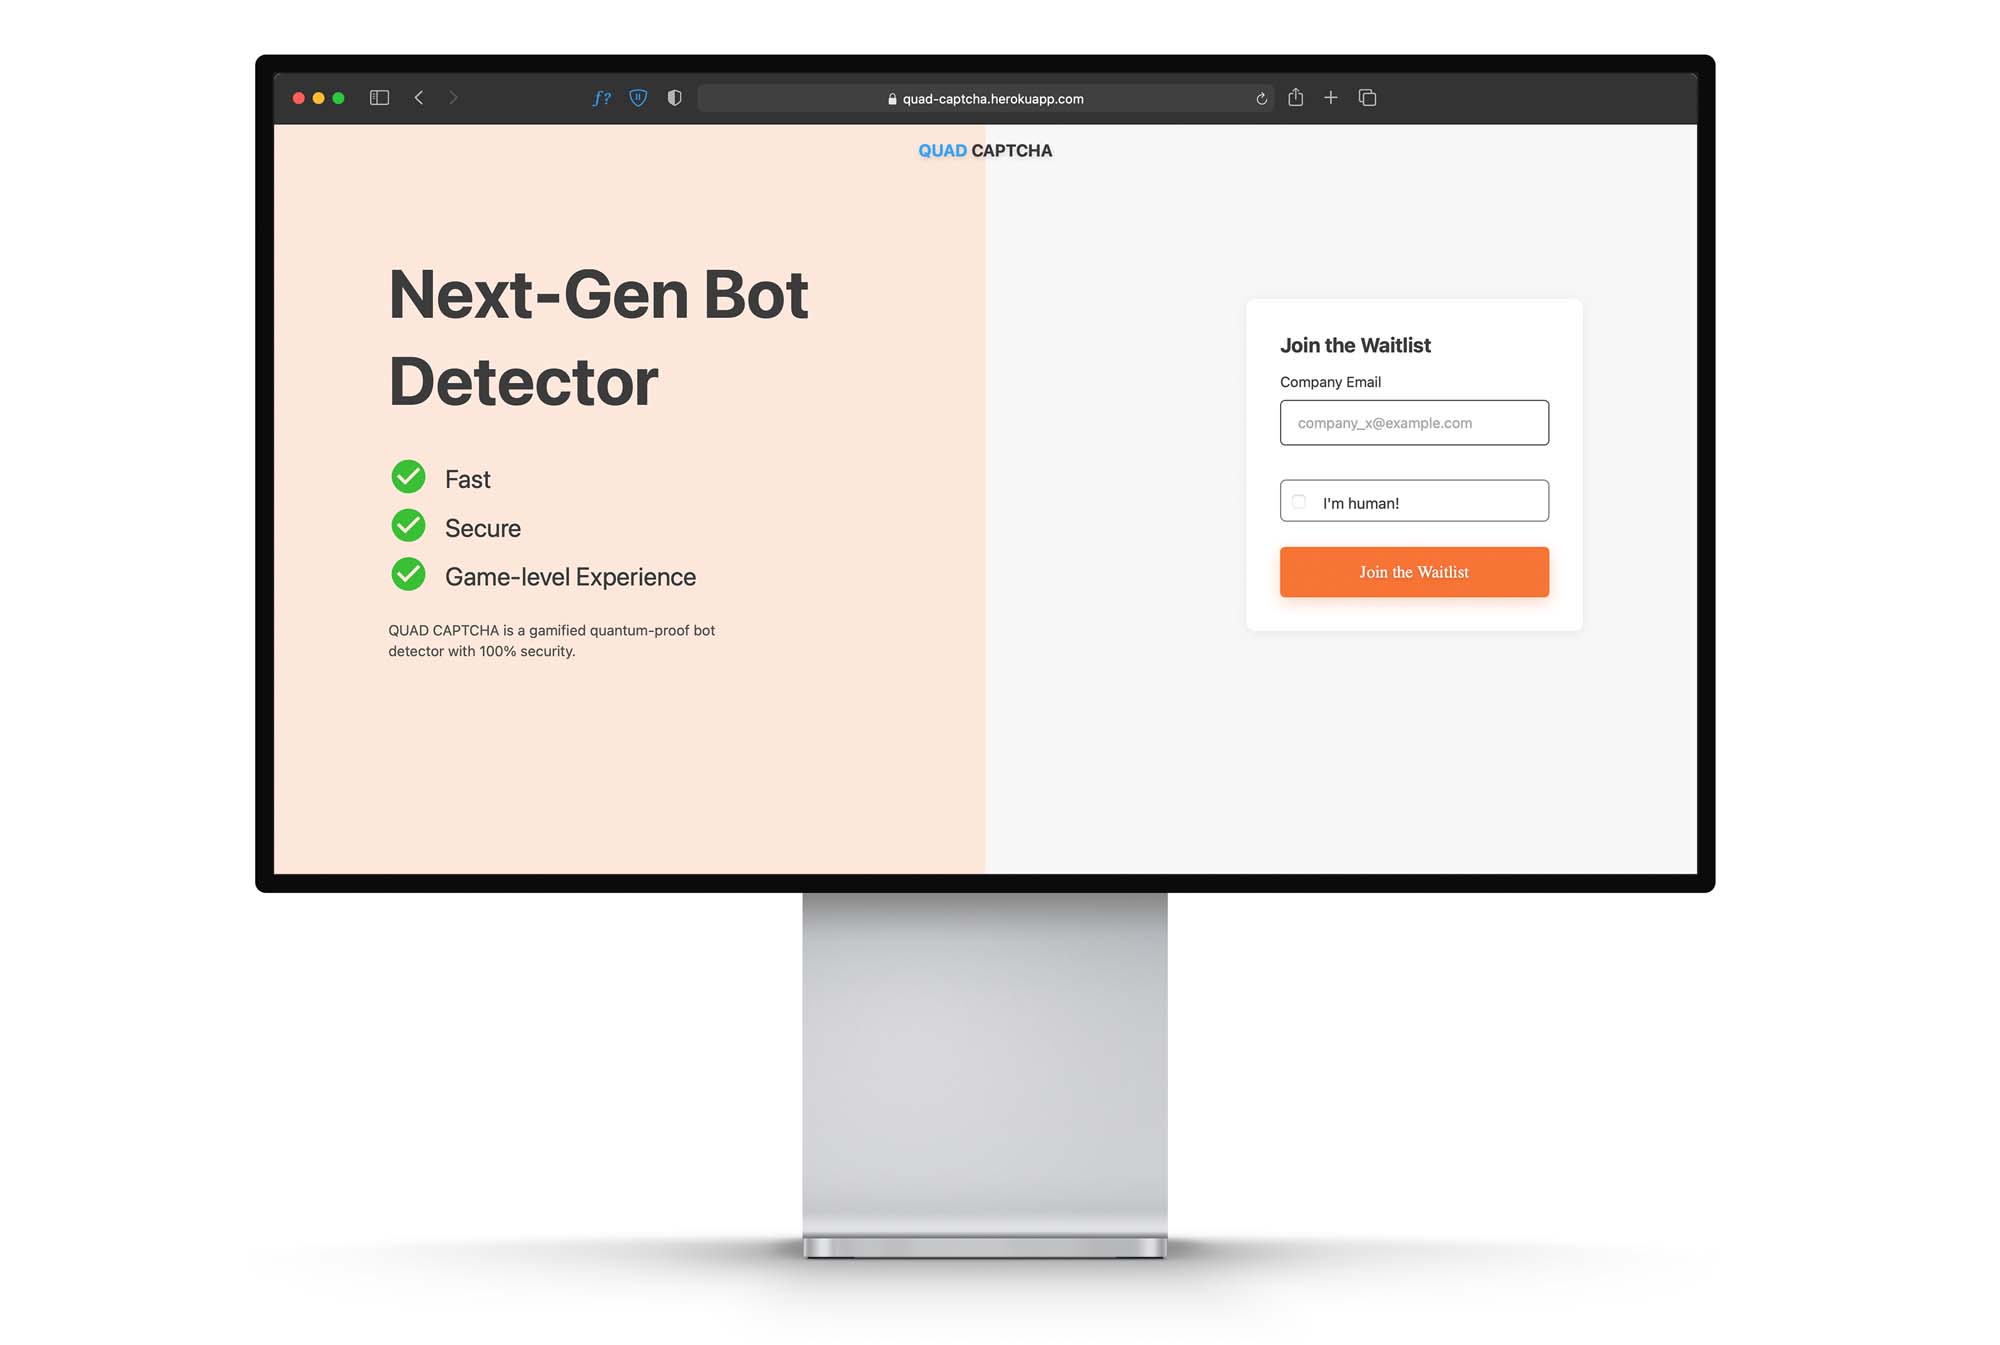 quad-captcha.herokuapp.com
QUAD CAPTCHA
Next-Gen Bot
Detector
Fast
Secure
Game-level Experience
QUAD CAPTCHA is a gamified quantum-proof bot
detector with 100% security.
Join the Waitlist
Company Email
company_x@example.com
I'm human!
Join the Waitlist